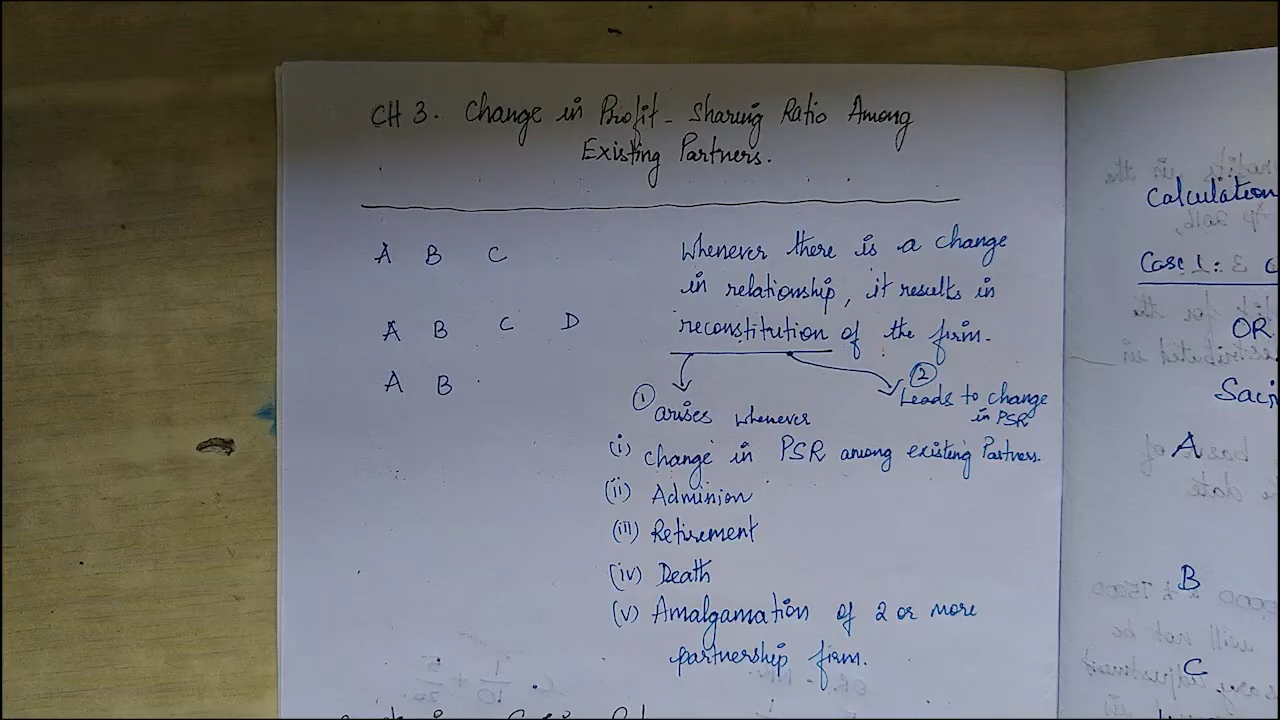 CH 3. Change in Profit - Sharing Ratio Among
Existing Partners.
A B C
A B C D
A B
Whenever there is a change
in relationship, it results in
reconstitution of the firm.
① arises whenever
② Leads to change
in PSR
(i) change in PSR among existing Partners.
(ii) Adminion
(iii) Retirement
(iv) Death
(v) Amalgamation of 2 or more
partnership firm.
Calculation
Case 1:
OR
A
B
C